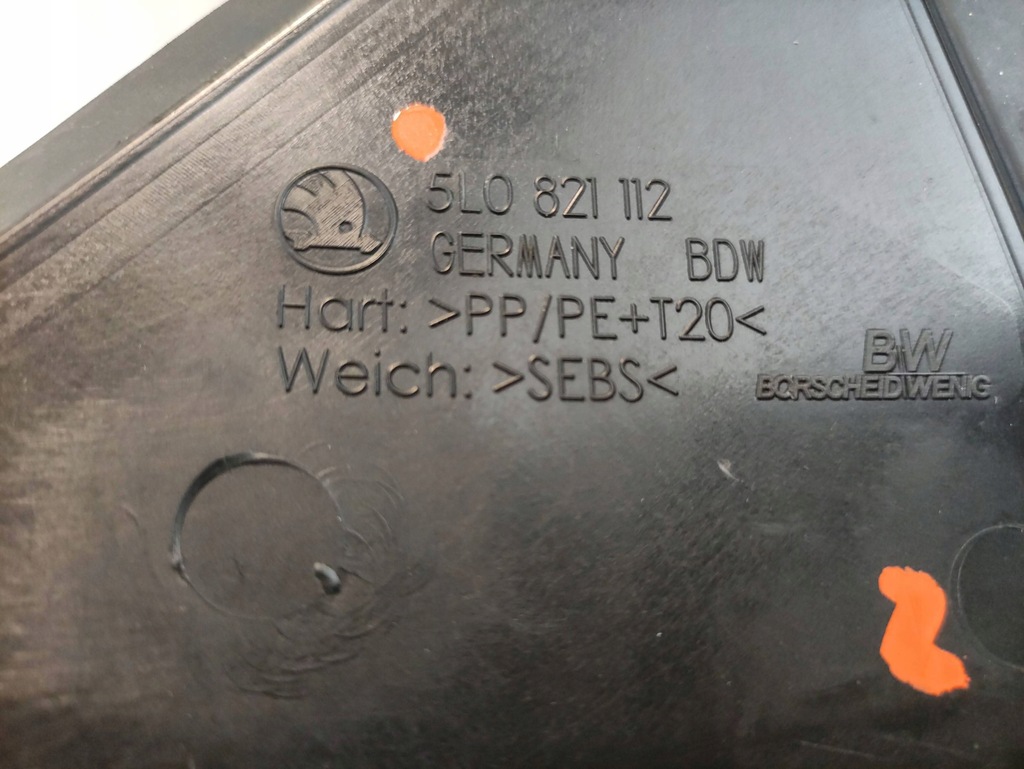 5L0 821 112
GERMANY BDW
Hart: >PP/PE+T20<
Weich: >SEBS<
BW
BORSCHEIDWENIG